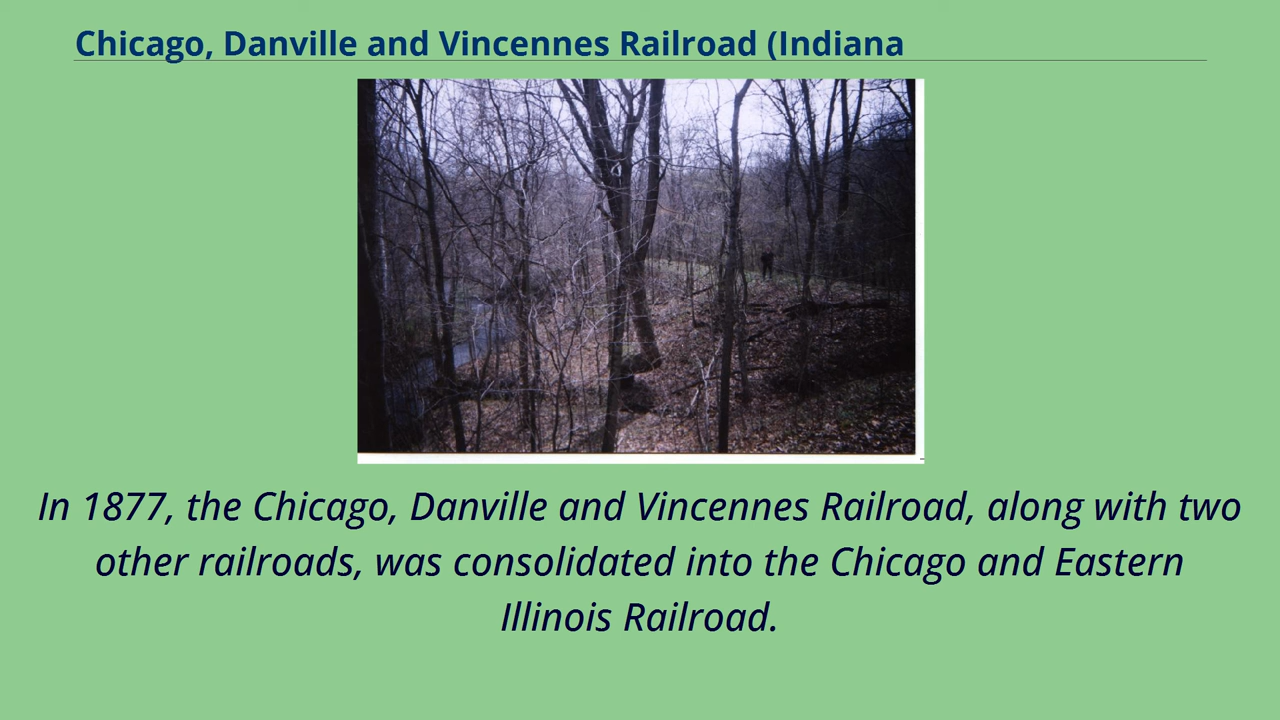 Chicago, Danville and Vincennes Railroad (Indiana
In 1877, the Chicago, Danville and Vincennes Railroad, along with two
other railroads, was consolidated into the Chicago and Eastern
Illinois Railroad.